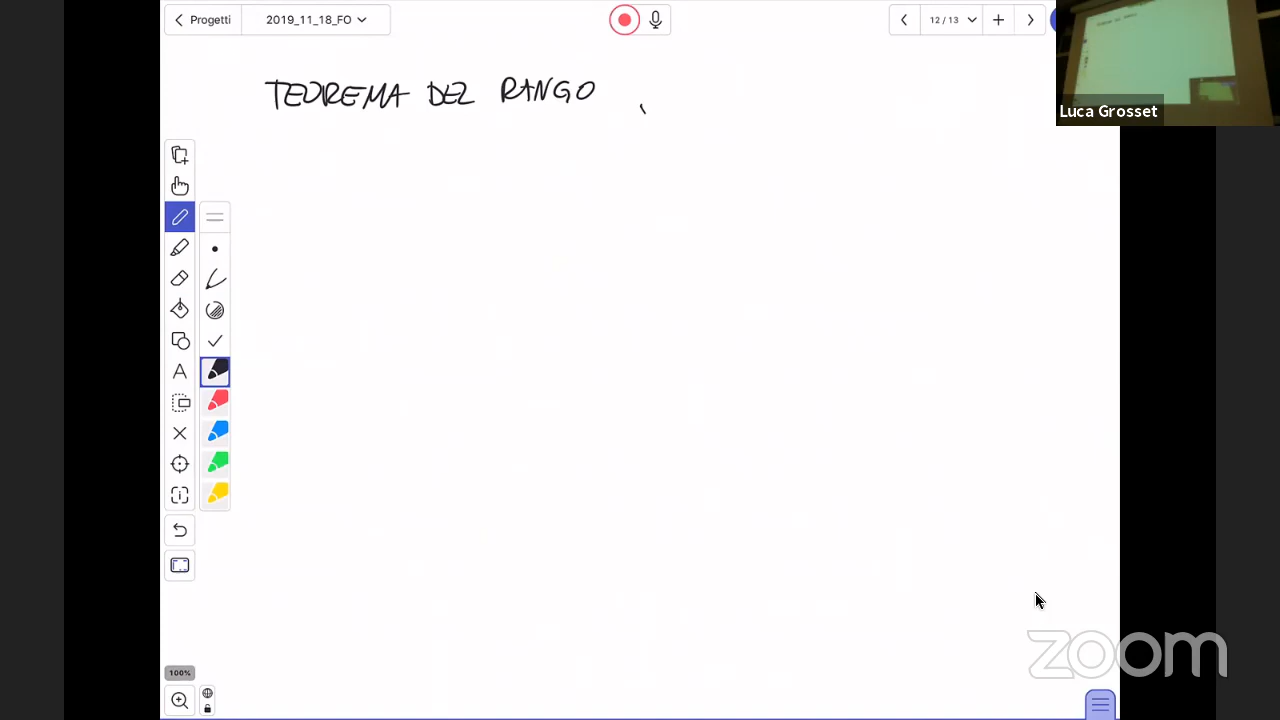 Progetti
2019_11_18_FO
12 / 13
Luca Grosset
TEOREMA DEL RANGO
A
100%
zoom